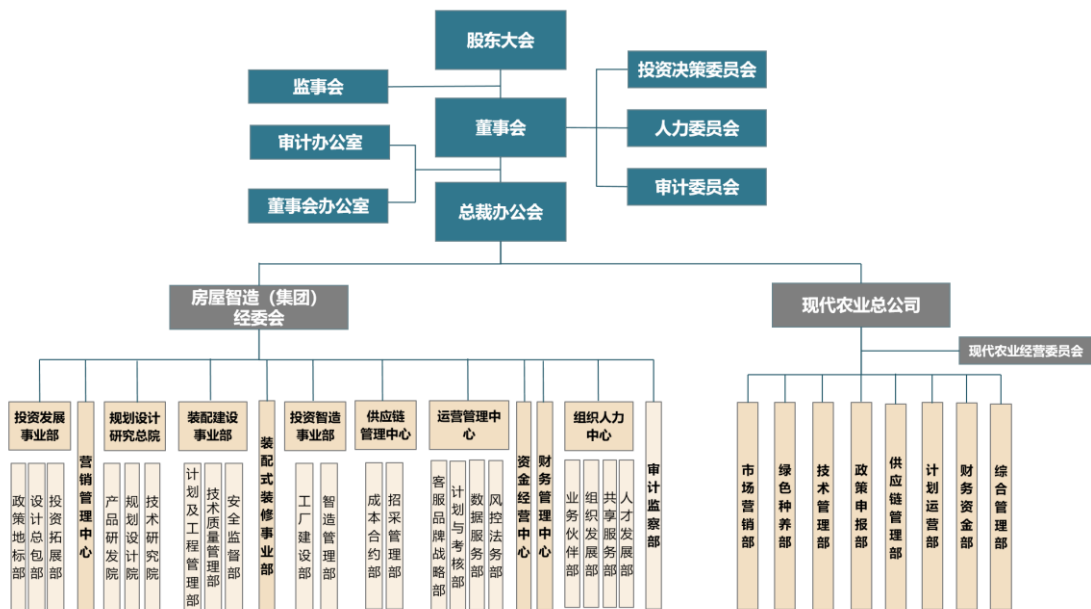 股东大会
监事会
投资决策委员会
董事会
人力委员会
审计办公室
审计委员会
董事会办公室
总裁办公会
房屋智造（集团）
经委会
现代农业总公司
现代农业经营委员会
投资发展
事业部
政策地标部
设计总包部
投资拓展部
营销管理中心
规划设计
研究总院
产品研发院
规划设计院
技术研究院
装配建设
事业部
计划及工程管理部
技术质量管理部
安全监督部
装配式装修事业部
投资智造
事业部
工厂建设部
智造管理部
供应链
管理中心
成本合约部
招采管理部
运营管理中
心
客服品牌战略部
计划与考核部
数据服务部
风控法务部
资金经营中心
财务管理中心
组织人力
中心
业务伙伴部
组织发展部
共享服务部
人才发展部
审计监察部
市场营销部
绿色种养部
技术管理部
政策申报部
供应链管理部
计划运营部
财务资金部
综合管理部